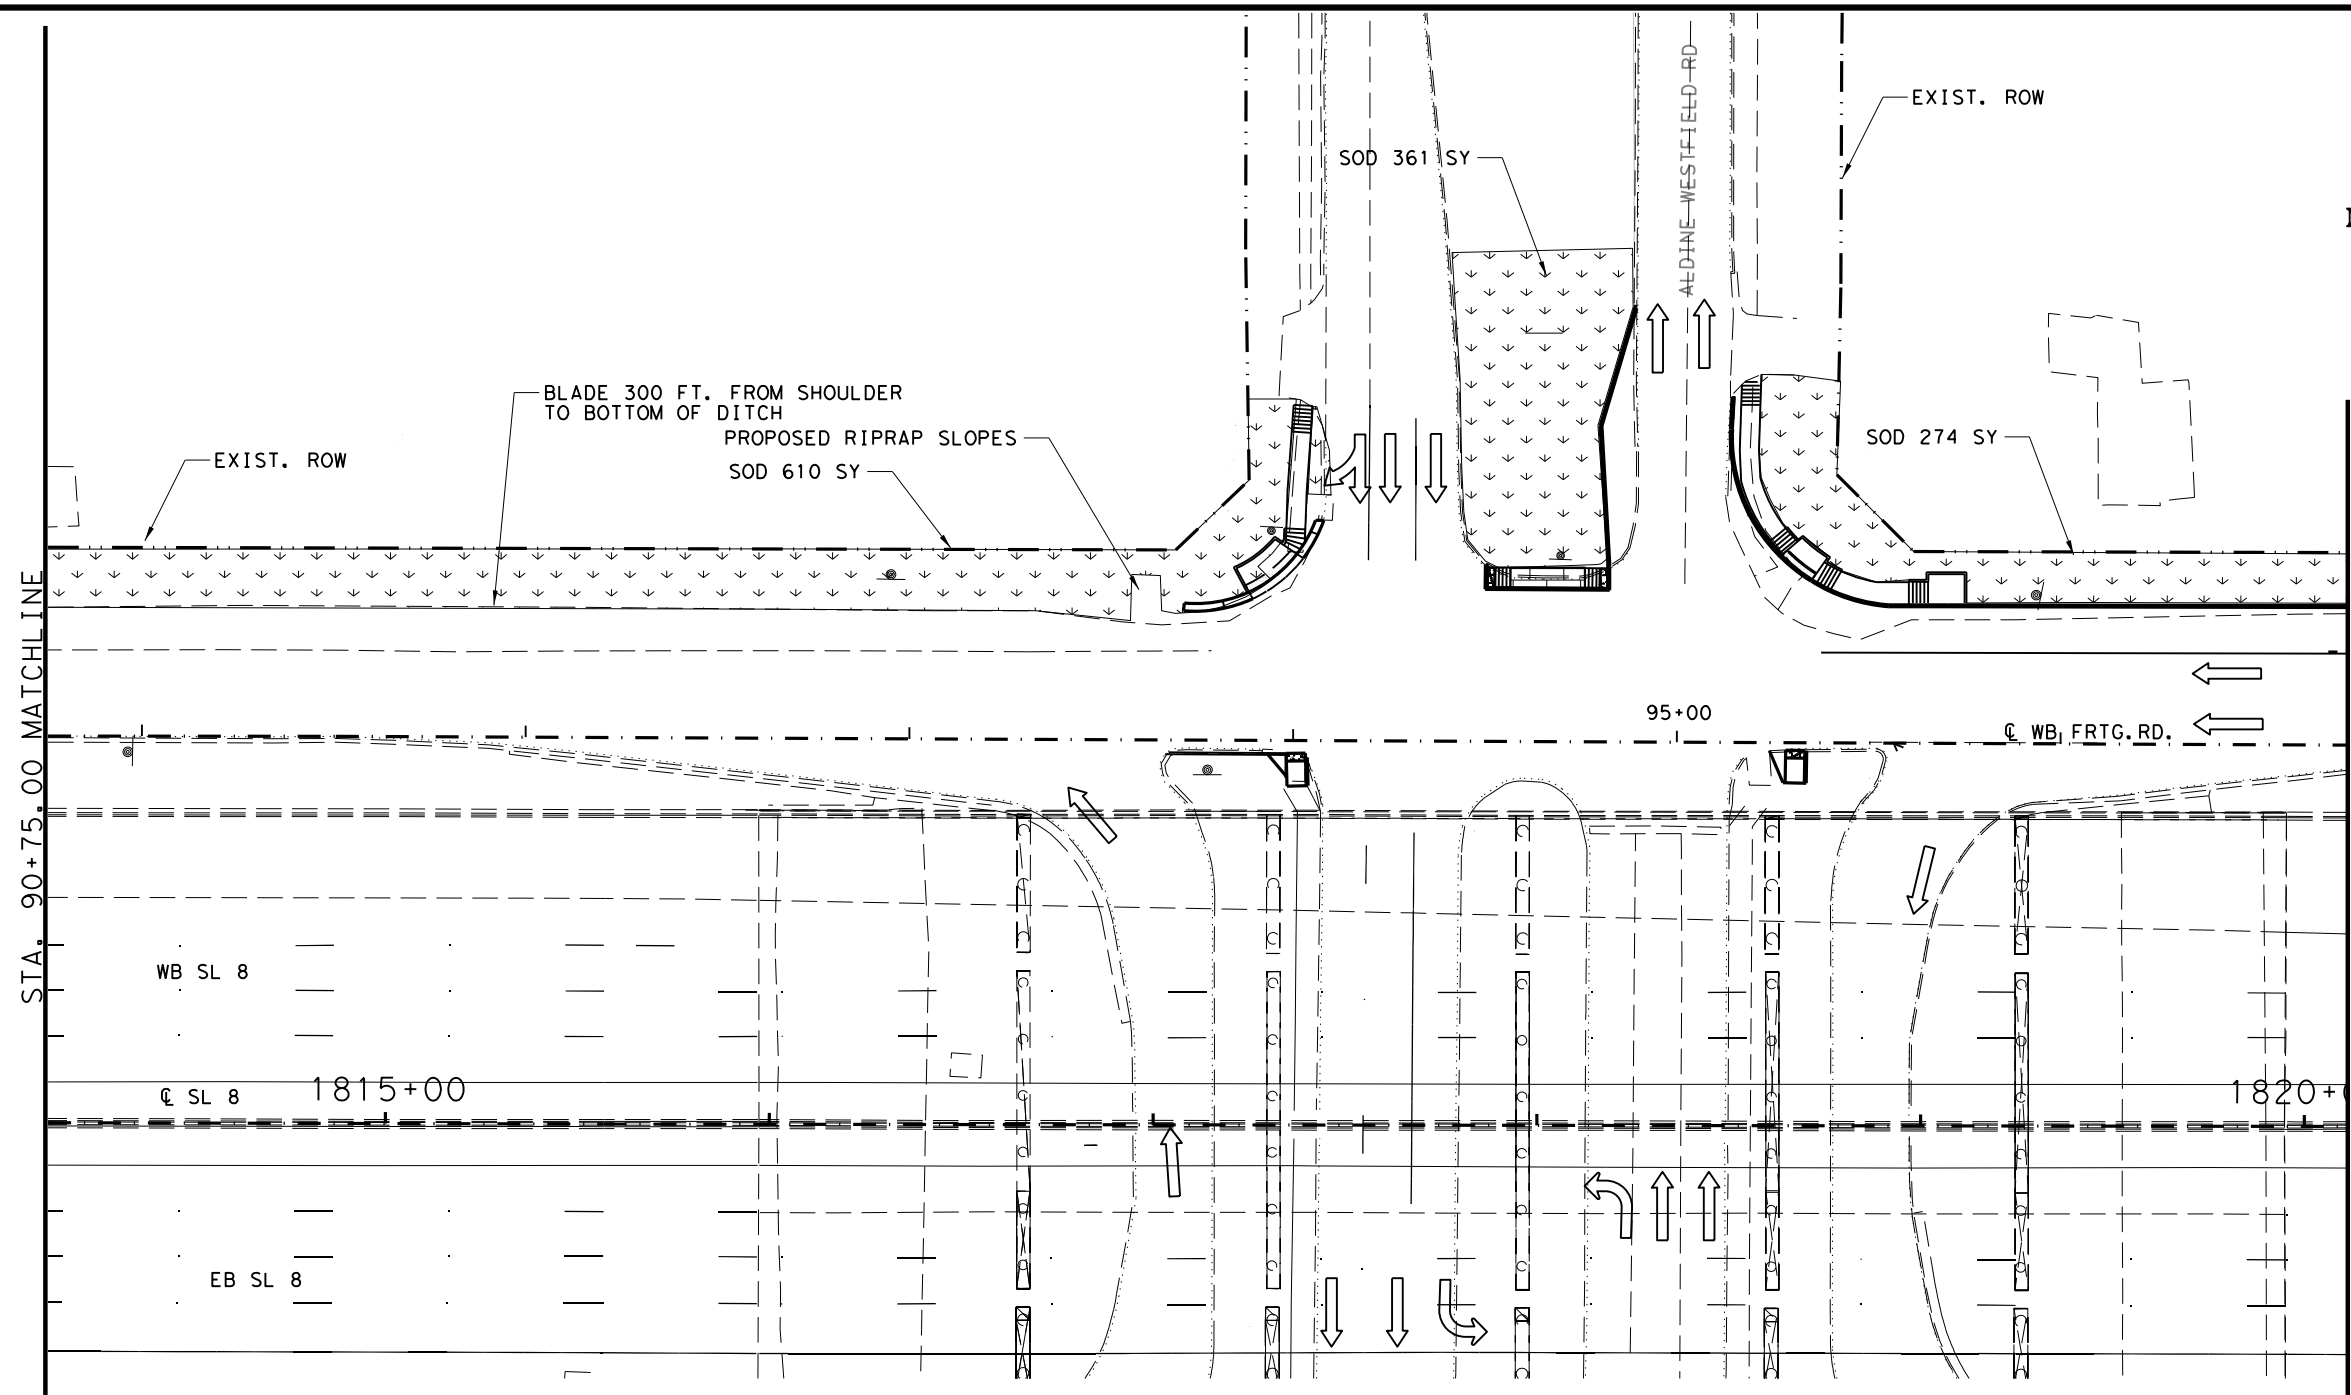 ALDINE WESTFIELD RD
EXIST. ROW
SOD 361 SY
BLADE 300 FT. FROM SHOULDER
TO BOTTOM OF DITCH
PROPOSED RIPRAP SLOPES
SOD 610 SY
EXIST. ROW
SOD 274 SY
STA. 90+75.00 MATCHLINE
95+00
℄ WB FRTG.RD.
WB SL 8
℄ SL 8
1815+00
1820+
EB SL 8